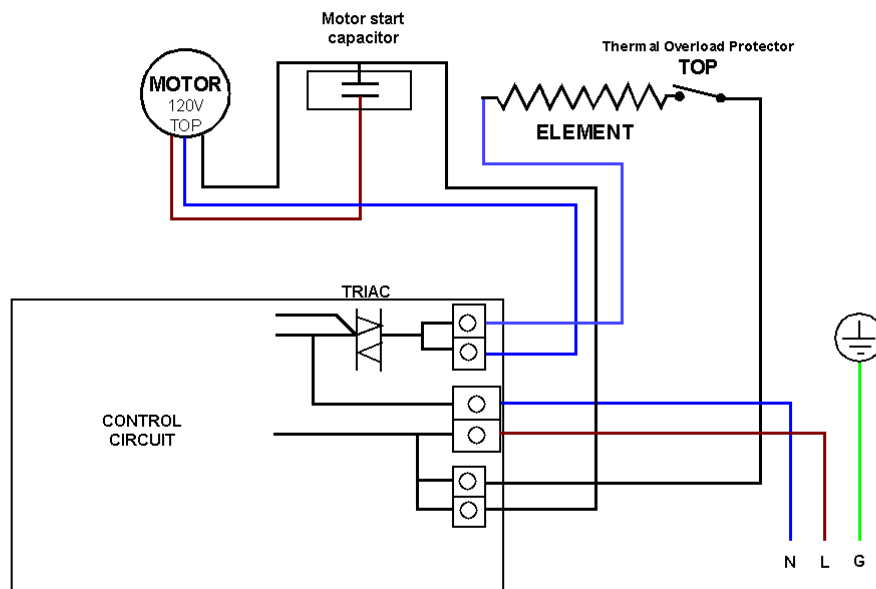 Motor start
capacitor
MOTOR
120V
TOP
Thermal Overload Protector
TOP
ELEMENT
TRIAC
CONTROL
CIRCUIT
N L G